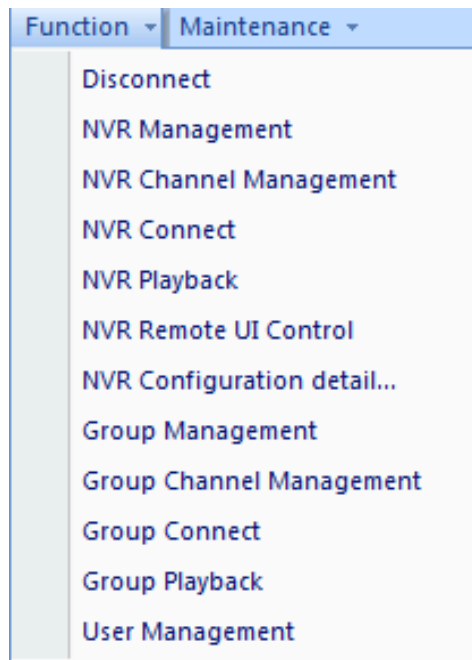 Function Maintenance
Disconnect
NVR Management
NVR Channel Management
NVR Connect
NVR Playback
NVR Remote UI Control
NVR Configuration detail...
Group Management
Group Channel Management
Group Connect
Group Playback
User Management